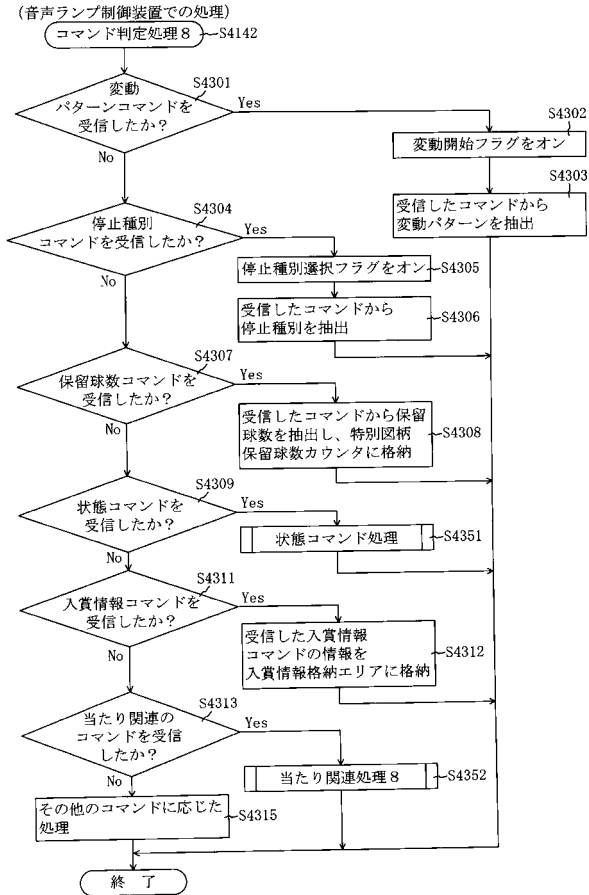 (音声ランプ制御装置での処理)
コマンド判定処理8
S4142
変動
パターンコマンドを
受信したか?
S4301
Yes
No
S4302
変動開始フラグをオン
S4303
受信したコマンドから
変動パターンを抽出
停止種別
コマンドを受信したか?
S4304
Yes
No
停止種別選択フラグをオン
S4305
受信したコマンドから
停止種別を抽出
S4306
保留球数コマンドを
受信したか?
S4307
Yes
No
受信したコマンドから保留
球数を抽出し、特別図柄
保留球数カウンタに格納
S4308
状態コマンドを
受信したか?
S4309
Yes
No
状態コマンド処理
S4351
入賞情報コマンドを
受信したか?
S4311
Yes
No
受信した入賞情報
コマンドの情報を
入賞情報格納エリアに格納
S4312
当たり関連の
コマンドを受信
したか?
S4313
Yes
No
当たり関連処理8
S4352
その他のコマンドに応じた
処理
S4315
終 了